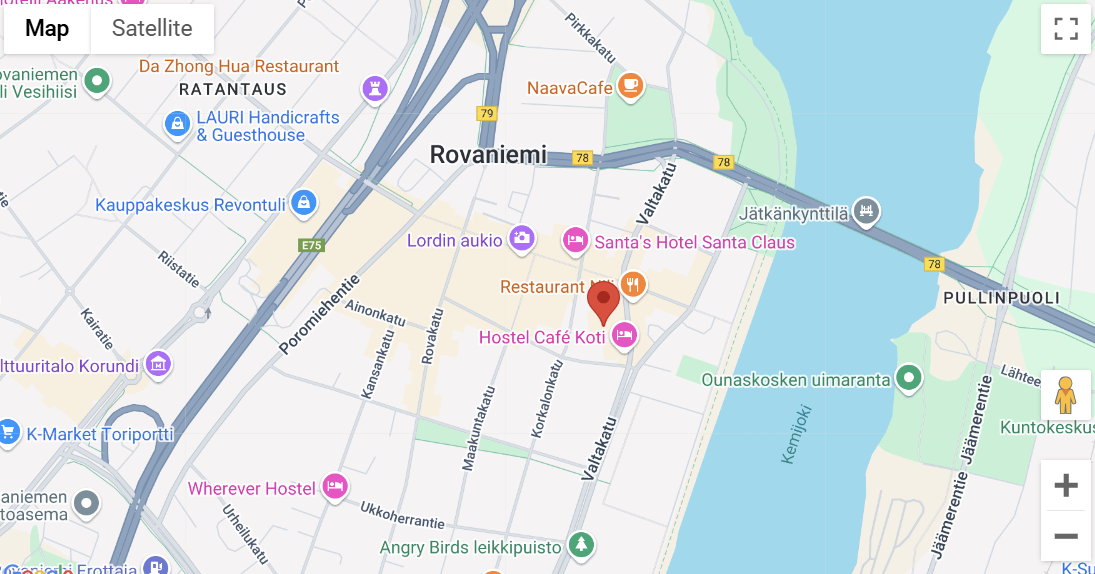 Map
Satellite
Pirkkakatu
Da Zhong Hua Restaurant
RATANTAUS
NaavaCafe
LAURI Handicrafts
& Guesthouse
79
Rovaniemi
78
78
Valtakatu
Kauppakeskus Revontuli
Jätkänkynttilä
Lordin aukio
Santa's Hotel Santa Claus
E75
Riistatie
78
Restaurant
PULLINPUOLI
Poromiehentie
Ainonkatu
Kairatie
Rovakatu
Hostel Café Koti
Kansankatu
Ounaskosken uimaranta
Korkalonkatu
Maakuntakatu
Jäämerentie
Kemijoki
K-Market Toriportti
Valtakatu
Wherever Hostel
Ukkoherrantie
Urheilukatu
Jäämerentie
Angry Birds leikkipuisto